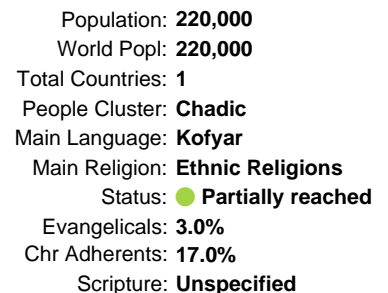 Population: 220,000
World Popl: 220,000
Total Countries: 1
People Cluster: Chadic
Main Language: Kofyar
Main Religion: Ethnic Religions
Status: Partially reached
Evangelicals: 3.0%
Chr Adherents: 17.0%
Scripture: Unspecified